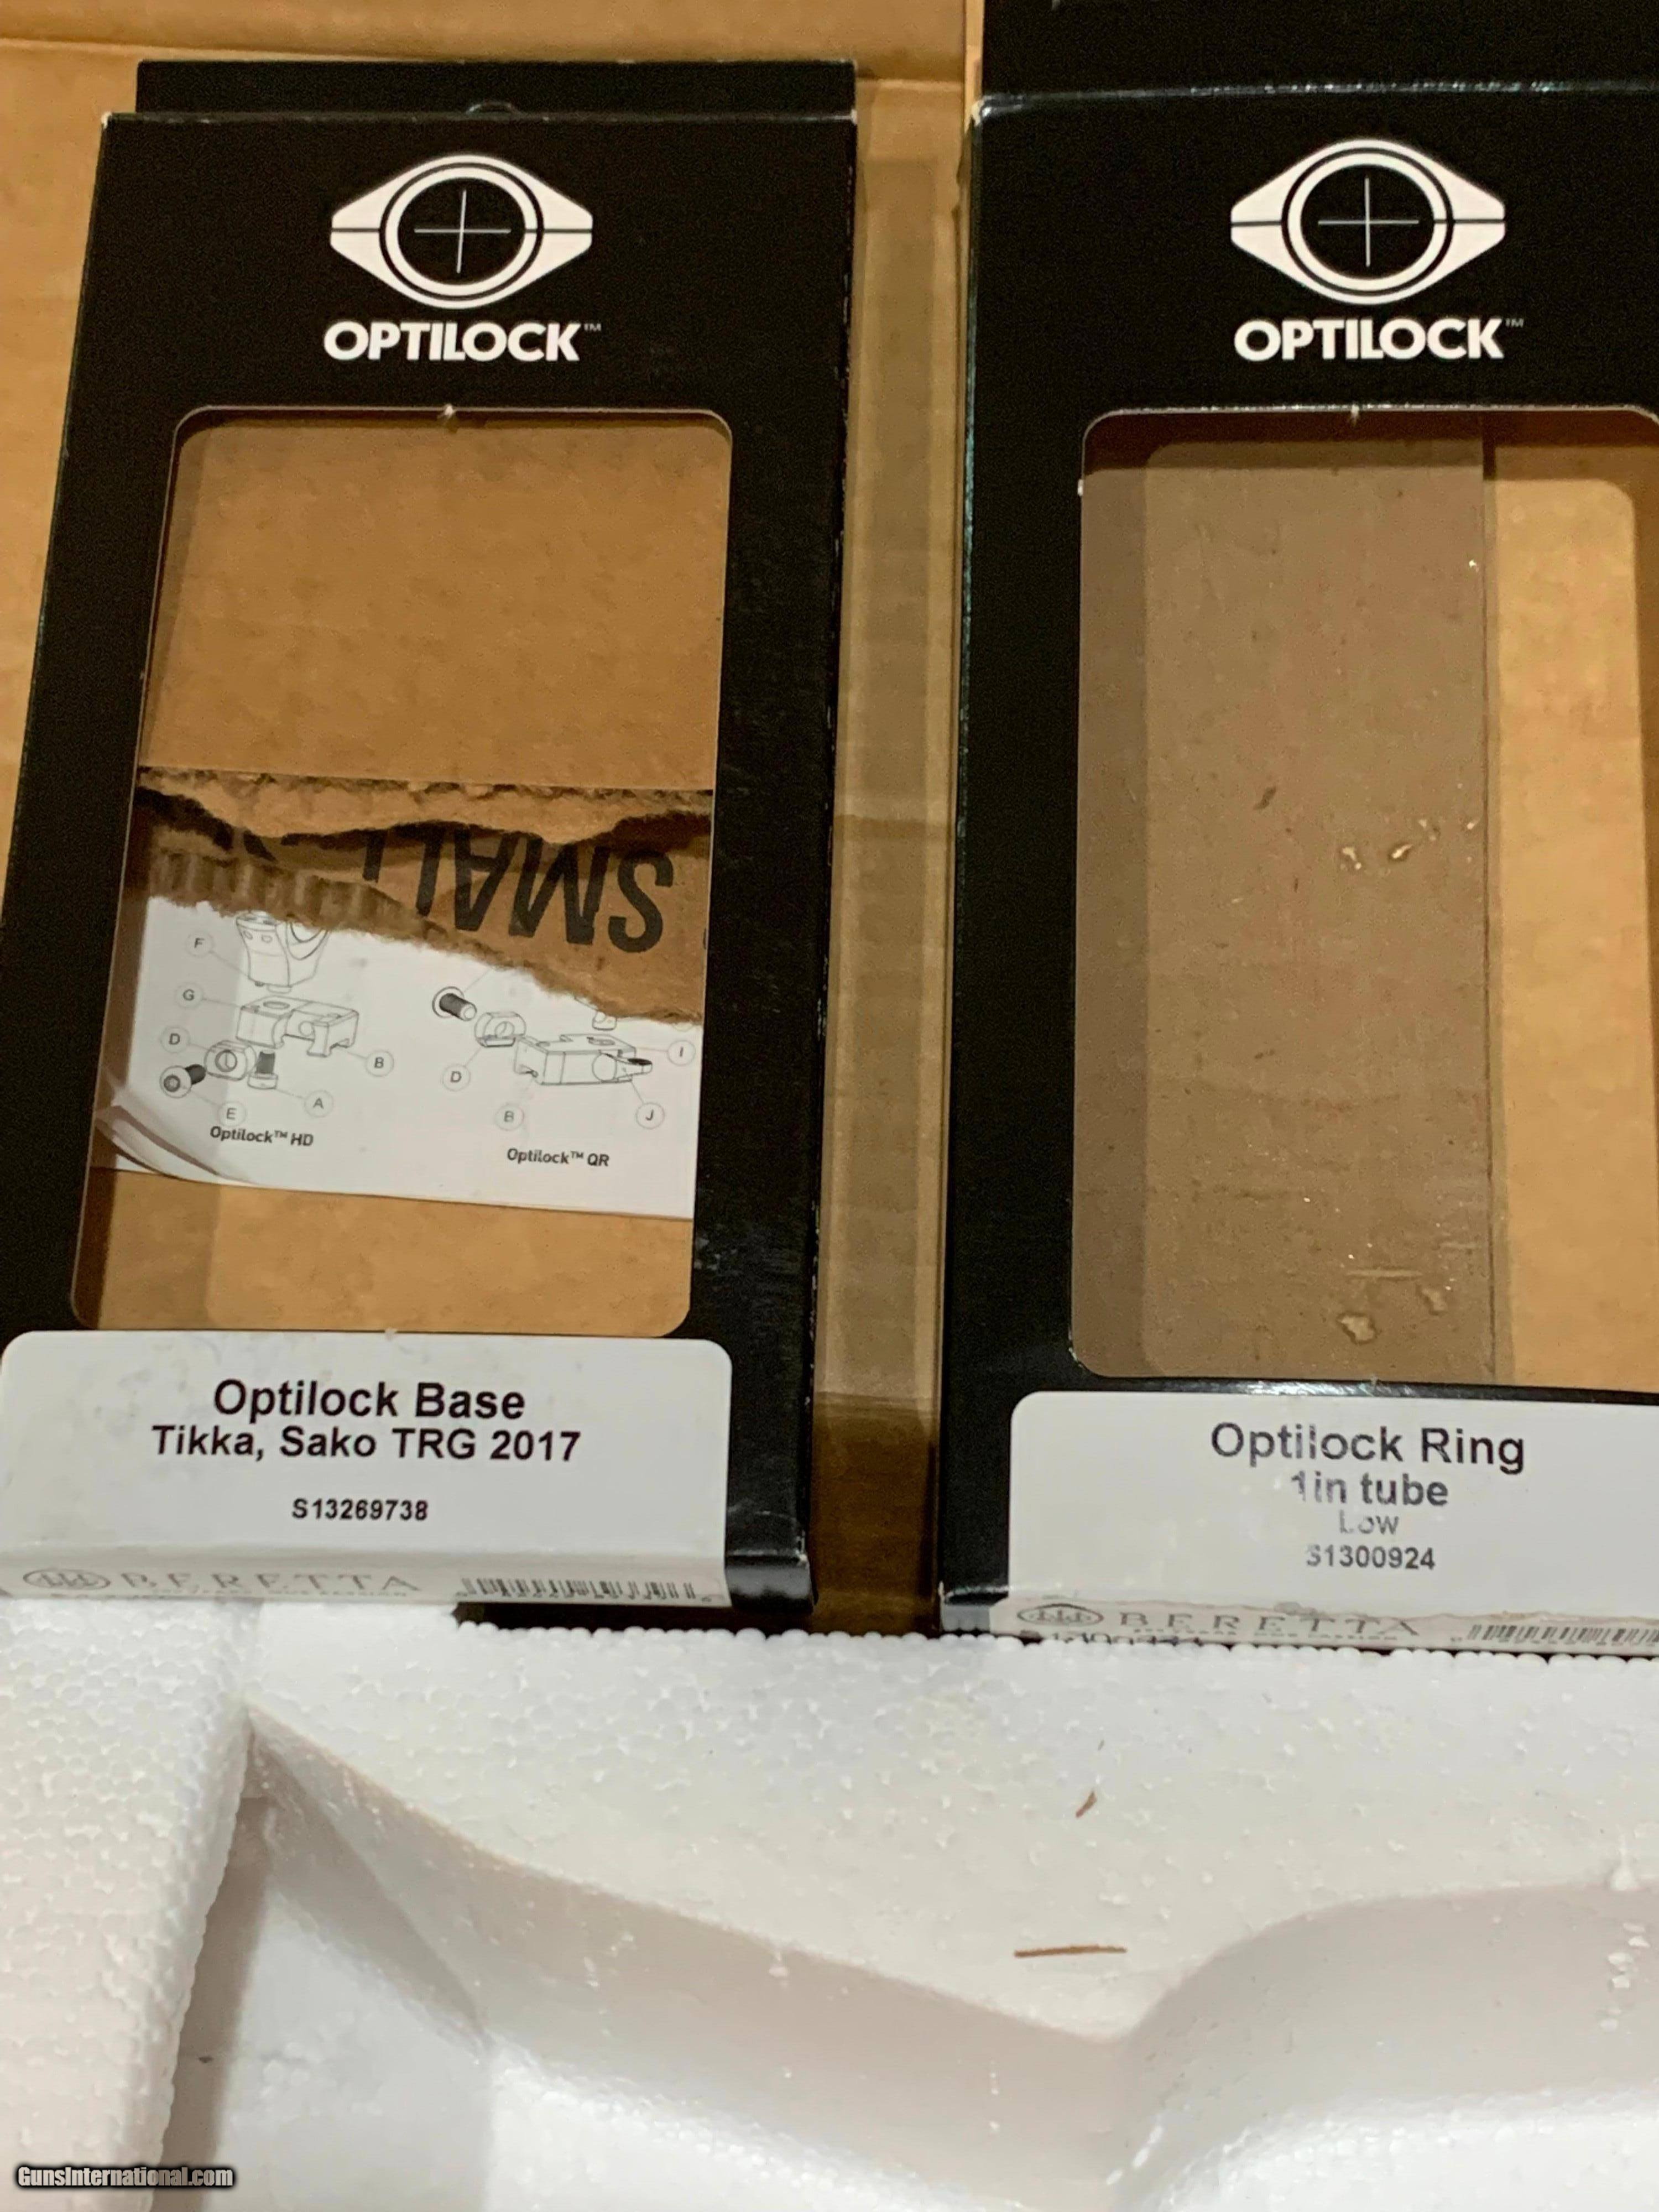 OPTILOCK™
SMALL
F
G
D
B
E
A
Optilock™ HD
D
I
B
J
Optilock™ QR
Optilock Base
Tikka, Sako TRG 2017
S13269738
BERETTA
OPTILOCK™
Optilock Ring
1in tube
Low
S1300924
BERETTA
GunsInternational.com